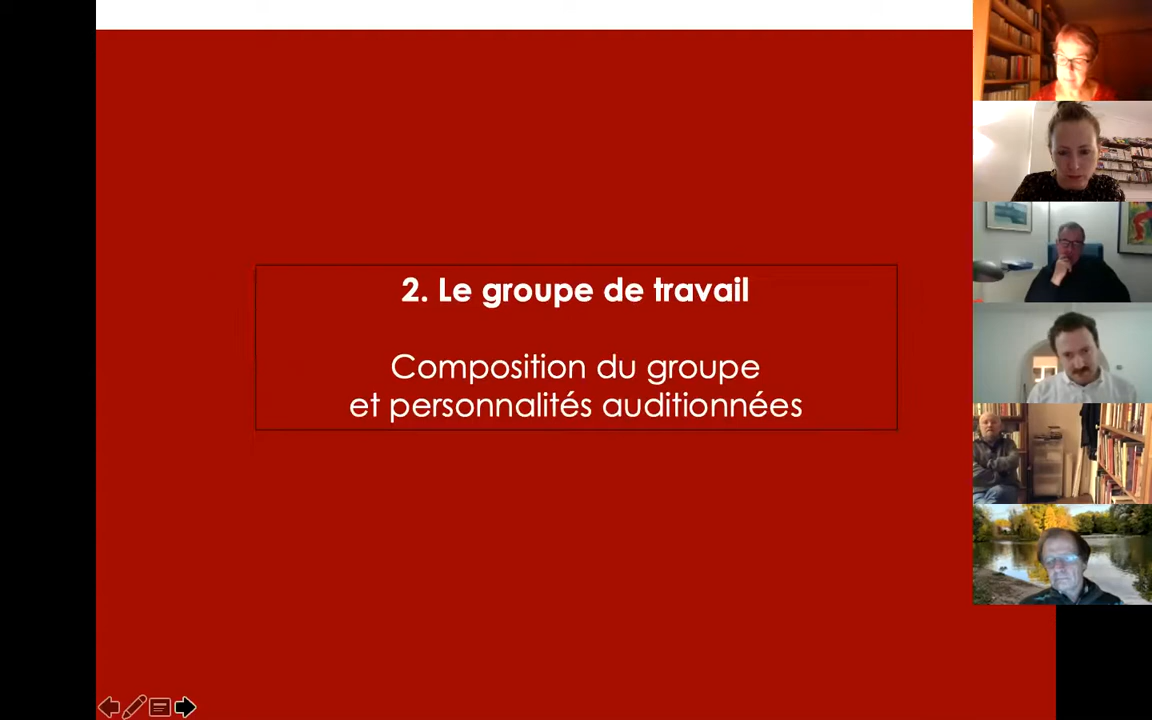 2. Le groupe de travail
Composition du groupe
et personnalités auditionnées